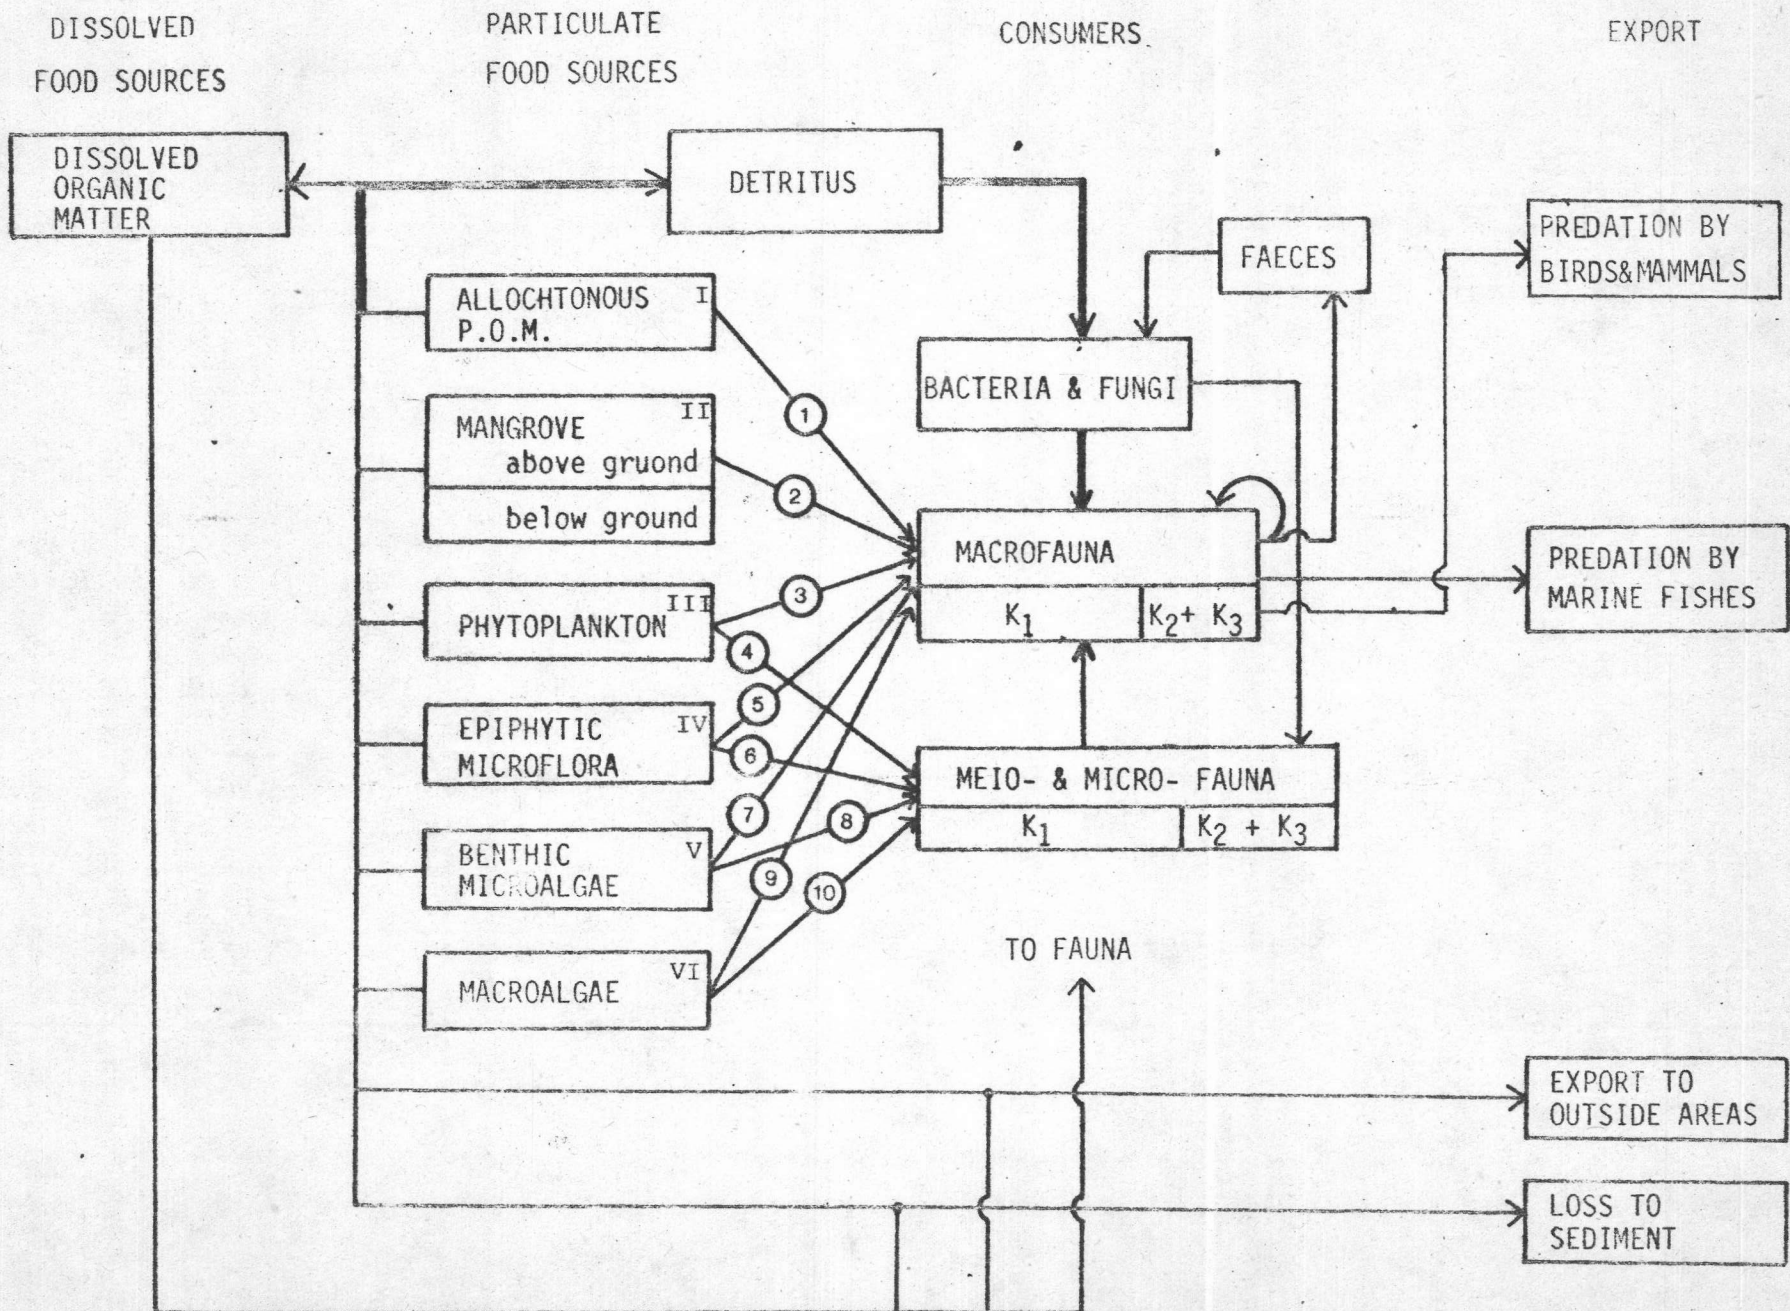 DISSOLVED
FOOD SOURCES
PARTICULATE
FOOD SOURCES
CONSUMERS
EXPORT
DISSOLVED
ORGANIC
MATTER
DETRITUS
FAECES
PREDATION BY
BIRDS&MAMMALS
ALLOCHTONOUS I
P.O.M.
1
BACTERIA & FUNGI
II
MANGROVE
above gruond
below ground
2
MACROFAUNA
K1
K2+ K3
PREDATION BY
MARINE FISHES
III
PHYTOPLANKTON
3
4
EPIPHYTIC IV
MICROFLORA
5
6
MEIO- & MICRO- FAUNA
K1
K2 + K3
BENTHIC V
MICROALGAE
7
8
9
10
VI
MACROALGAE
TO FAUNA
EXPORT TO
OUTSIDE AREAS
LOSS TO
SEDIMENT